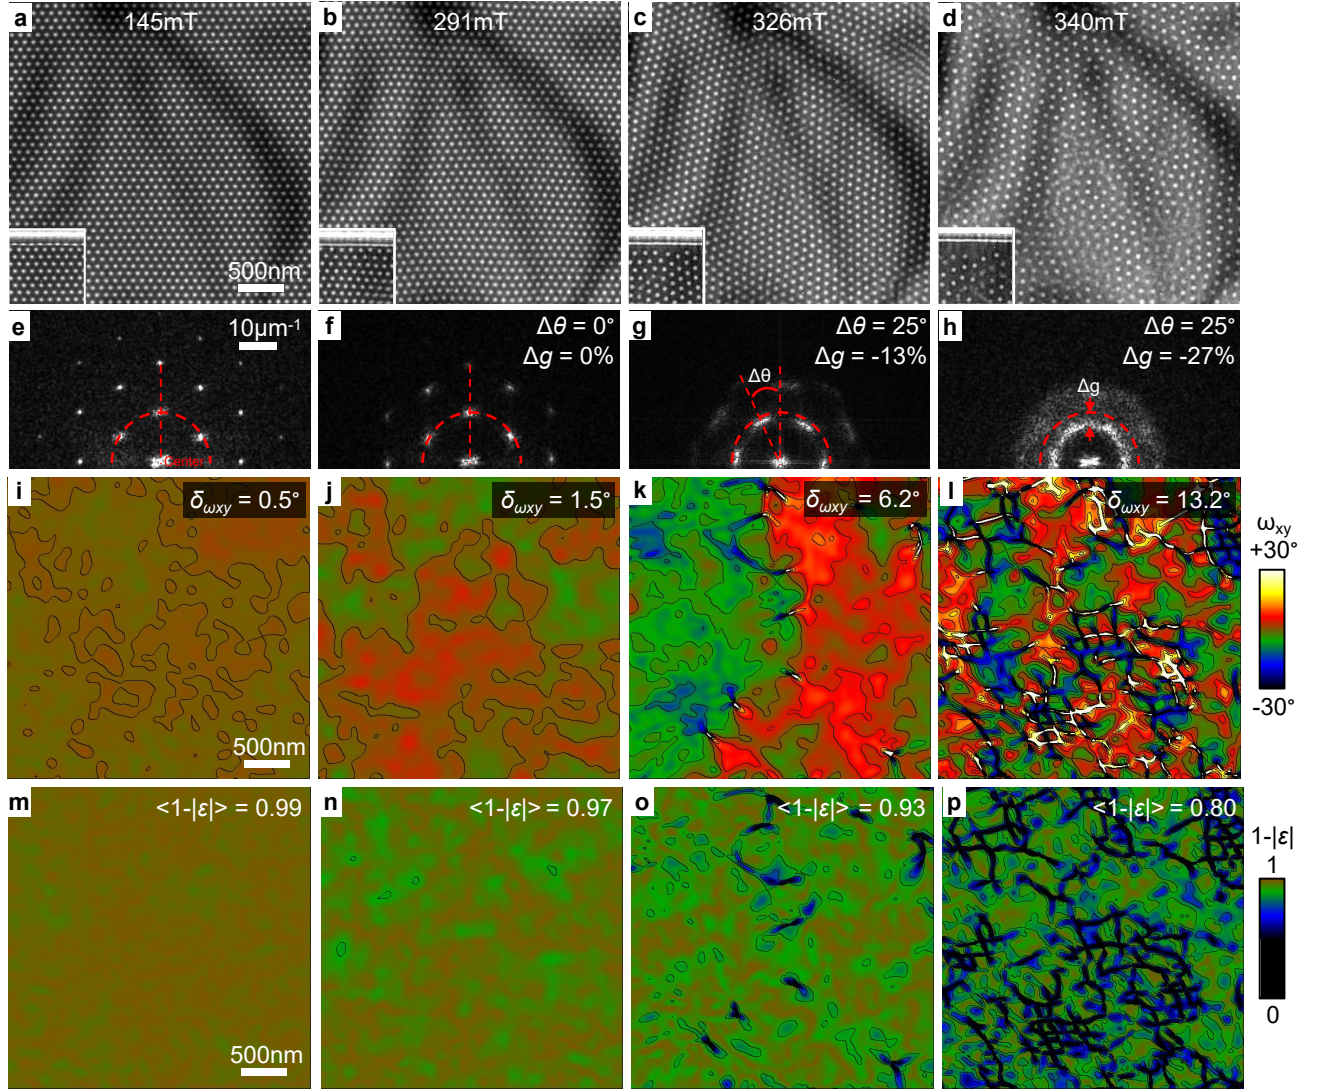 a 145mT
b 291mT
c 326mT
d 340mT
500nm
e
10µm⁻¹
Center
f
Δθ = 0°
Δg = 0%
g
Δθ = 25°
Δg = -13%
Δθ
h
Δθ = 25°
Δg = -27%
Δg
i δωxy = 0.5°
500nm
j δωxy = 1.5°
k δωxy = 6.2°
l δωxy = 13.2°
ωxy
+30°
-30°
m <1-|ε|> = 0.99
500nm
n <1-|ε|> = 0.97
o <1-|ε|> = 0.93
p <1-|ε|> = 0.80
1-|ε|
1
0